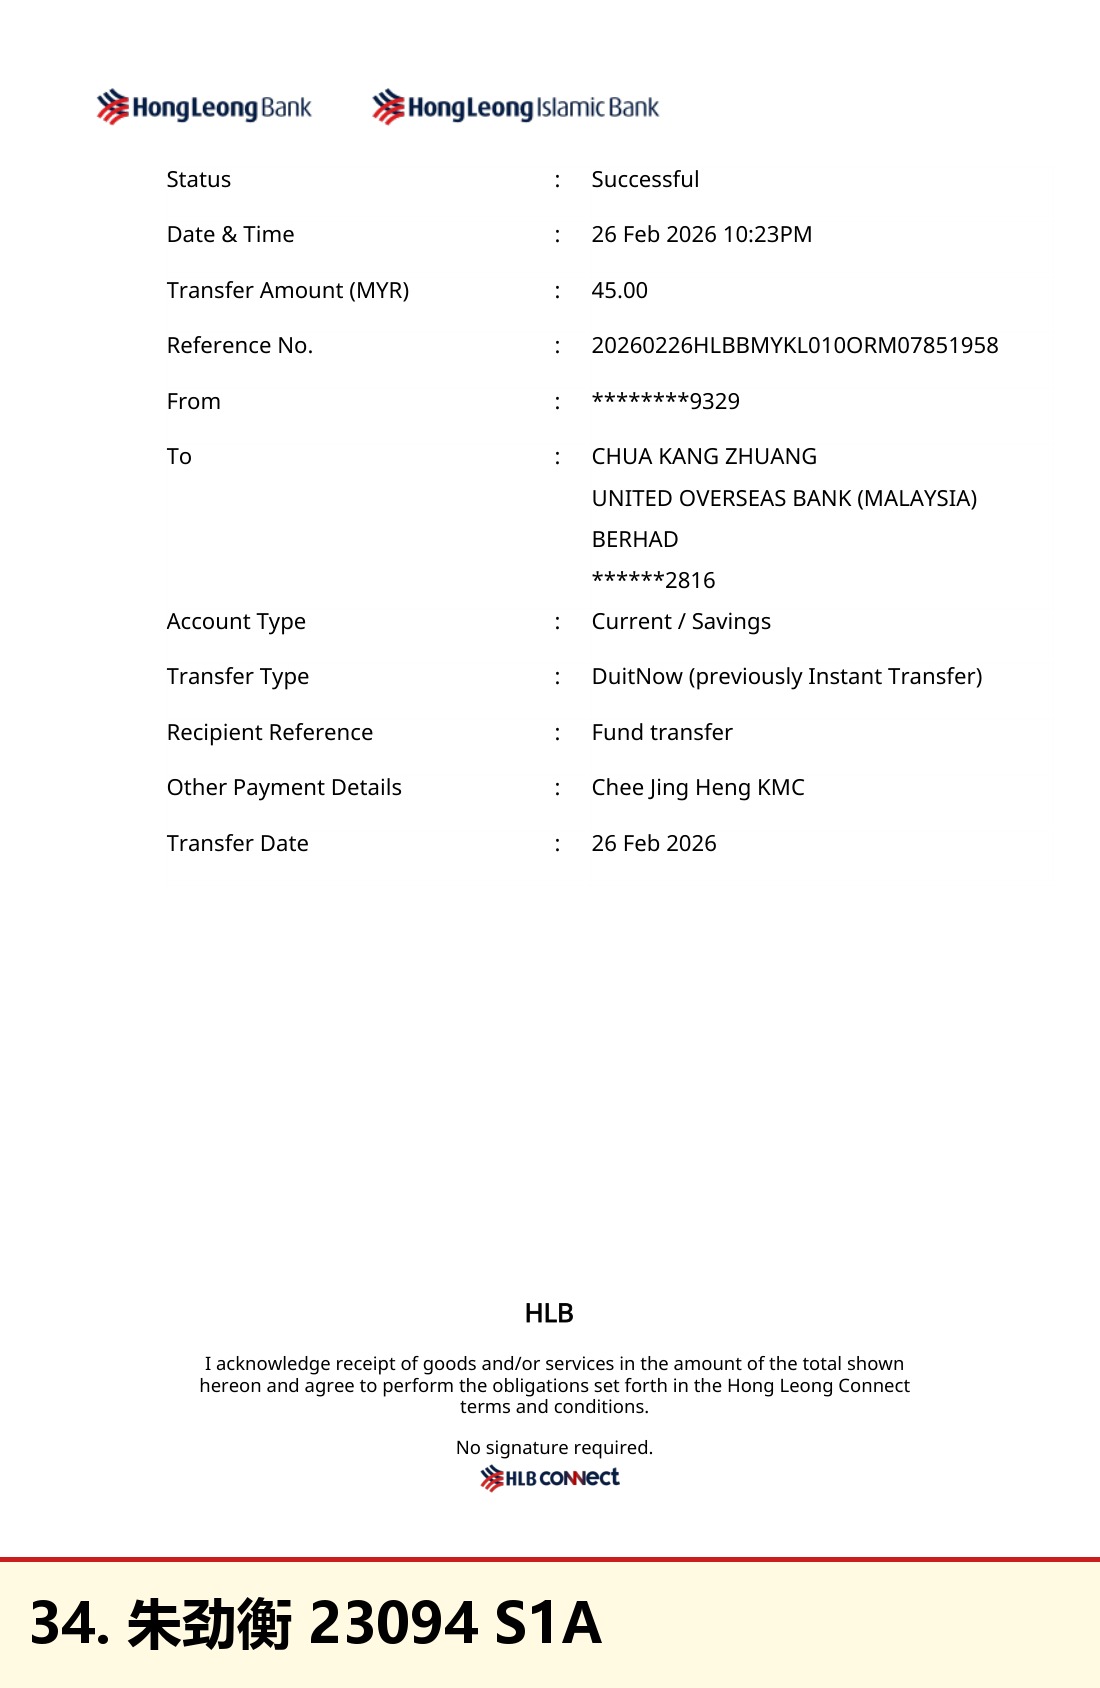 HongLeong Bank HongLeong Islamic Bank
Status : Successful
Date & Time : 26 Feb 2026 10:23PM
Transfer Amount (MYR) : 45.00
Reference No. : 20260226HLBBMYKL010ORM07851958
From : ********9329
To : CHUA KANG ZHUANG
UNITED OVERSEAS BANK (MALAYSIA)
BERHAD
******2816
Account Type : Current / Savings
Transfer Type : DuitNow (previously Instant Transfer)
Recipient Reference : Fund transfer
Other Payment Details : Chee Jing Heng KMC
Transfer Date : 26 Feb 2026
HLB
I acknowledge receipt of goods and/or services in the amount of the total shown
hereon and agree to perform the obligations set forth in the Hong Leong Connect
terms and conditions.
No signature required.
HLB CONNect
34. 朱劲衡 23094 S1A